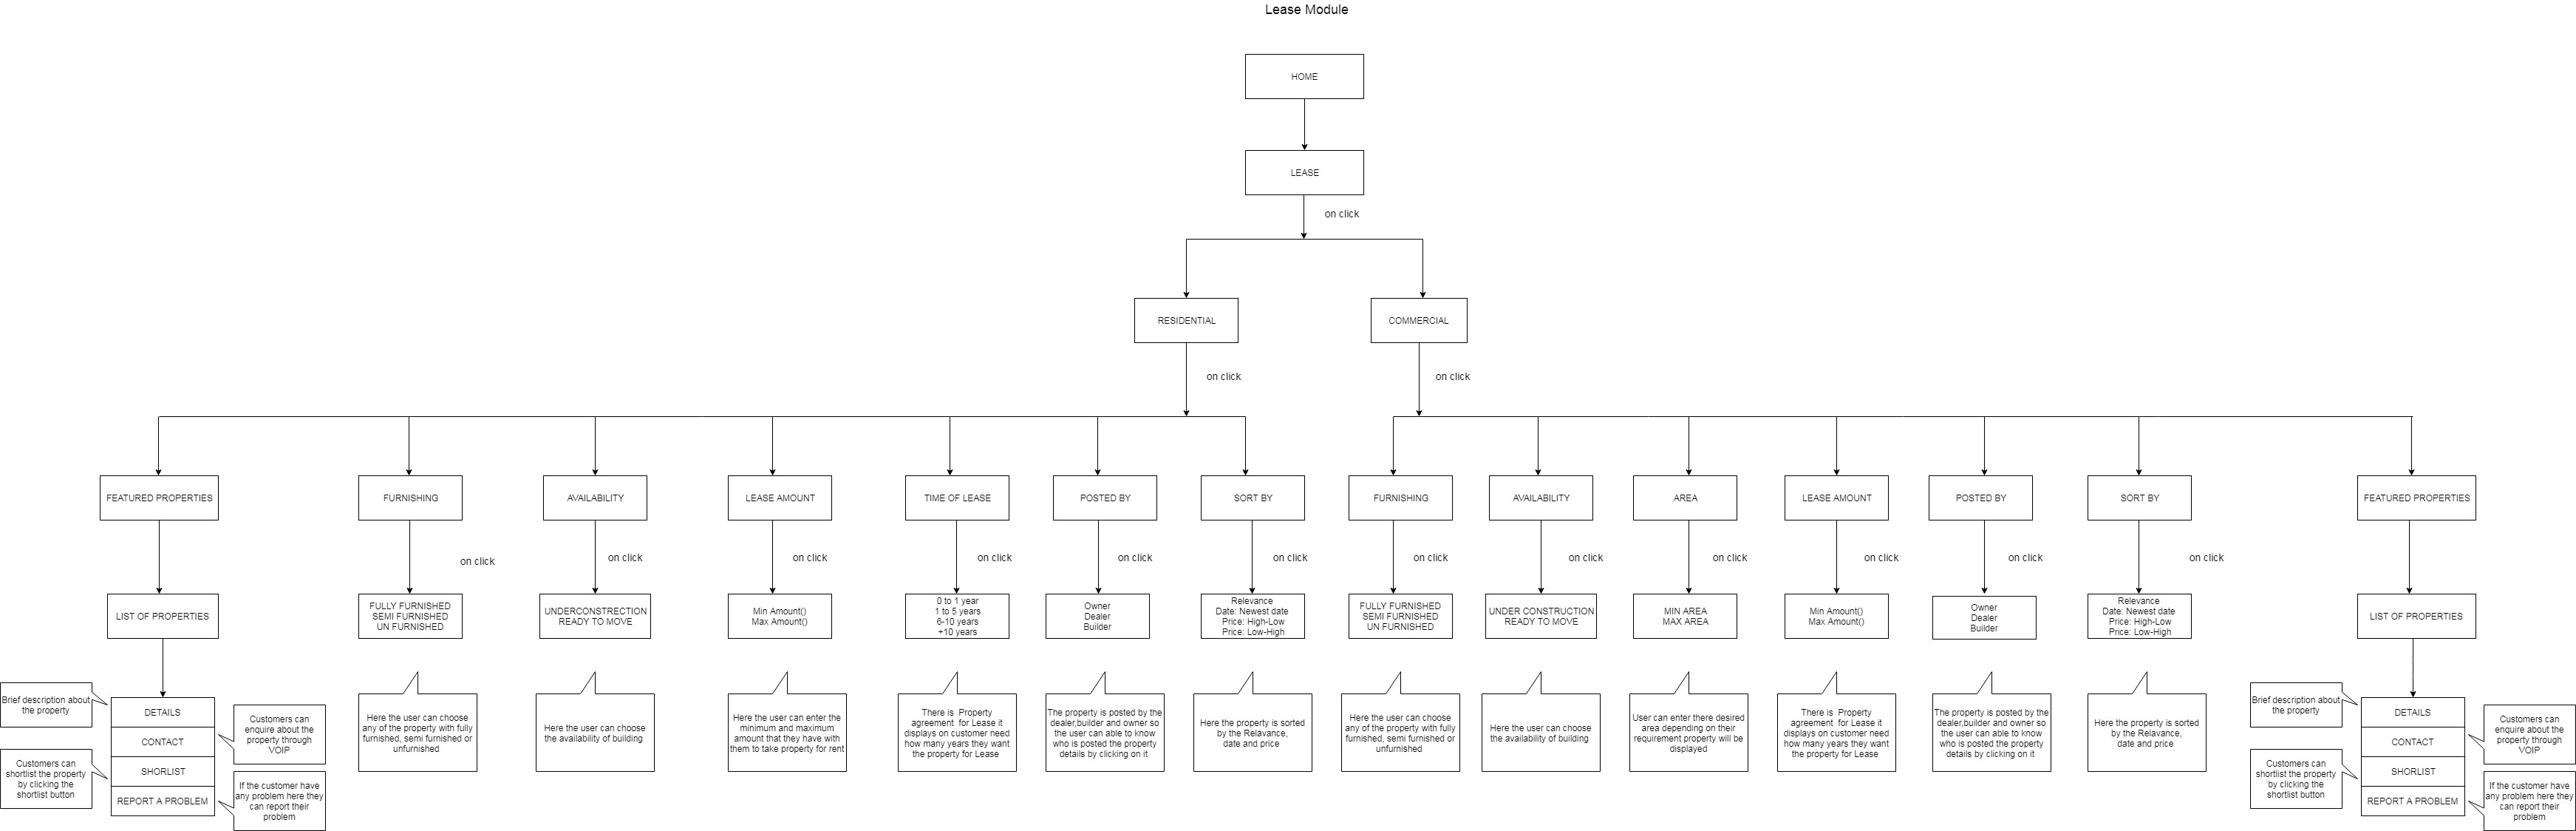 Lease Module
HOME
LEASE
on click
RESIDENTIAL
COMMERCIAL
on click
on click
FEATURED PROPERTIES
FURNISHING
AVAILABILITY
LEASE AMOUNT
TIME OF LEASE
POSTED BY
SORT BY
FURNISHING
AVAILABILITY
AREA
LEASE AMOUNT
POSTED BY
SORT BY
FEATURED PROPERTIES
on click
on click
on click
on click
on click
on click
on click
on click
on click
on click
on click
on click
LIST OF PROPERTIES
FULLY FURNISHED
SEMI FURNISHED
UN FURNISHED
UNDERCONSTRECTION
READY TO MOVE
Min Amount()
Max Amount()
0 to 1 year
1 to 5 years
6-10 years
+10 years
Owner
Dealer
Builder
Relevance
Date: Newest date
Price: High-Low
Price: Low-High
FULLY FURNISHED
SEMI FURNISHED
UN FURNISHED
UNDER CONSTRUCTION
READY TO MOVE
MIN AREA
MAX AREA
Min Amount()
Max Amount()
Owner
Dealer
Builder
Relevance
Date: Newest date
Price: High-Low
Price: Low-High
LIST OF PROPERTIES
Brief description about
the property
DETAILS
CONTACT
SHORLIST
REPORT A PROBLEM
Customers can
enquire about the
property through
VOIP
Customers can
shortlist the property
by clicking the
shortlist button
If the customer have
any problem here they
can report their
problem
Here the user can choose
any of the property with fully
furnished, semi furnished or
unfurnished
Here the user can choose
the availability of building
Here the user can enter the
minimum and maximum
amount that they have with
them to take property for rent
There is  Property
agreement  for Lease it
displays on customer need
how many years they want
the property for Lease
The property is posted by the
dealer,builder and owner so
the user can able to know
who is posted the property
details by clicking on it
Here the property is sorted
by the Relavance,
date and price
Here the user can choose
any of the property with fully
furnished, semi furnished or
unfurnished
Here the user can choose
the availability of building
User can enter there desired
area depending on their
requirement property will be
displayed
There is  Property
agreement  for Lease it
displays on customer need
how many years they want
the property for Lease
The property is posted by the
dealer,builder and owner so
the user can able to know
who is posted the property
details by clicking on it
Here the property is sorted
by the Relavance,
date and price
Brief description about
the property
DETAILS
CONTACT
SHORLIST
REPORT A PROBLEM
Customers can
enquire about the
property through
VOIP
Customers can
shortlist the property
by clicking the
shortlist button
If the customer have
any problem here they
can report their
problem